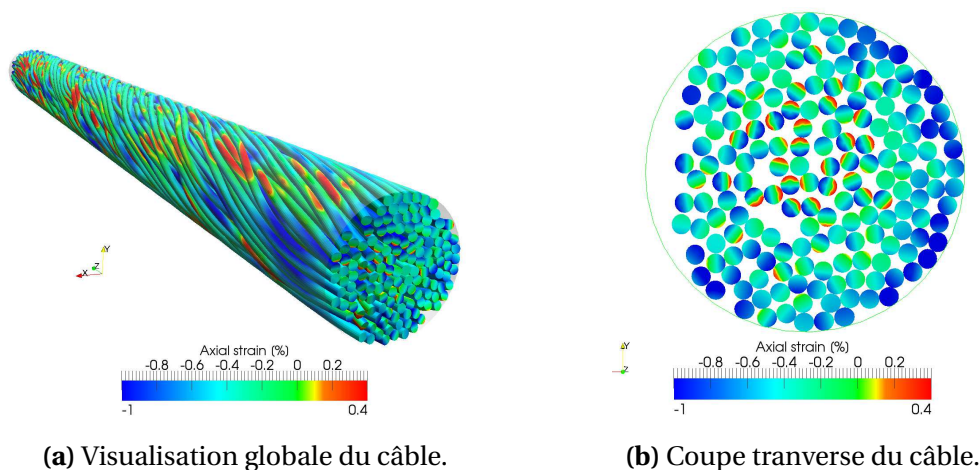 Y
X
Z
Axial strain (%)
-0.8 -0.6 -0.4 -0.2 0 0.2
-1 0.4
(a) Visualisation globale du câble.
Y
Z
Axial strain (%)
-0.8 -0.6 -0.4 -0.2 0 0.2
-1 0.4
(b) Coupe tranverse du câble.